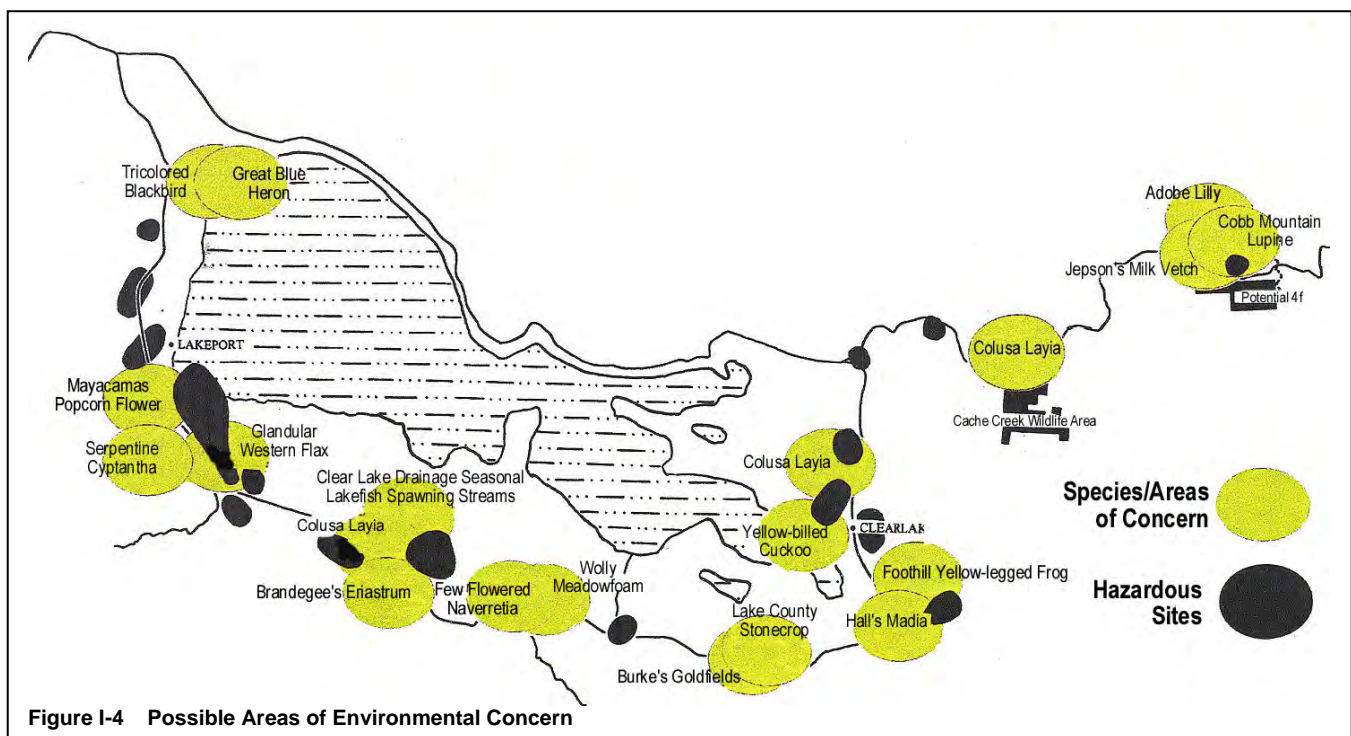 Tricolored
Blackbird
Great Blue
Heron
Adobe Lilly
Cobb Mountain
Lupine
Jepson's Milk Vetch
Potential 4f
LAKEPORT
Colusa Layia
Mayacamas
Popcorn Flower
Cache Creek Wildlife Area
Serpentine
Cyptantha
Glandular
Western Flax
Clear Lake Drainage Seasonal
Lakefish Spawning Streams
Colusa Layia
Colusa Layia
Species/Areas
of Concern
Yellow-billed
Cuckoo
CLEARLAK
Brandegee's Eriastrum
Few Flowered
Naverretia
Wolly
Meadowfoam
Foothill Yellow-legged Frog
Hazardous
Sites
Lake County
Stonecrop
Hall's Madia
Burke's Goldfields
Figure I-4 Possible Areas of Environmental Concern